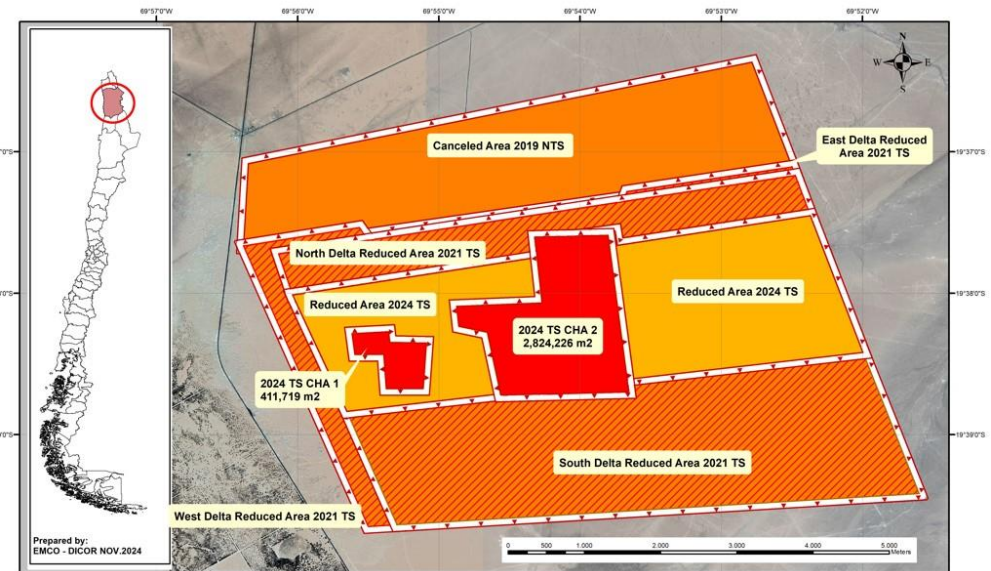 69°57'0"W 69°56'0"W 69°55'0"W 69°54'0"W 69°53'0"W 69°52'0"W
N
W E
S
Canceled Area 2019 NTS
East Delta Reduced
Area 2021 TS
19°37'0"S
North Delta Reduced Area 2021 TS
Reduced Area 2024 TS
Reduced Area 2024 TS
19°38'0"S
2024 TS CHA 2
2,824,226 m2
2024 TS CHA 1
411,719 m2
19°39'0"S
South Delta Reduced Area 2021 TS
West Delta Reduced Area 2021 TS
Prepared by:
EMCO - DICOR NOV.2024
0 500 1.000 2.000 3.000 4.000 5.000
Meters